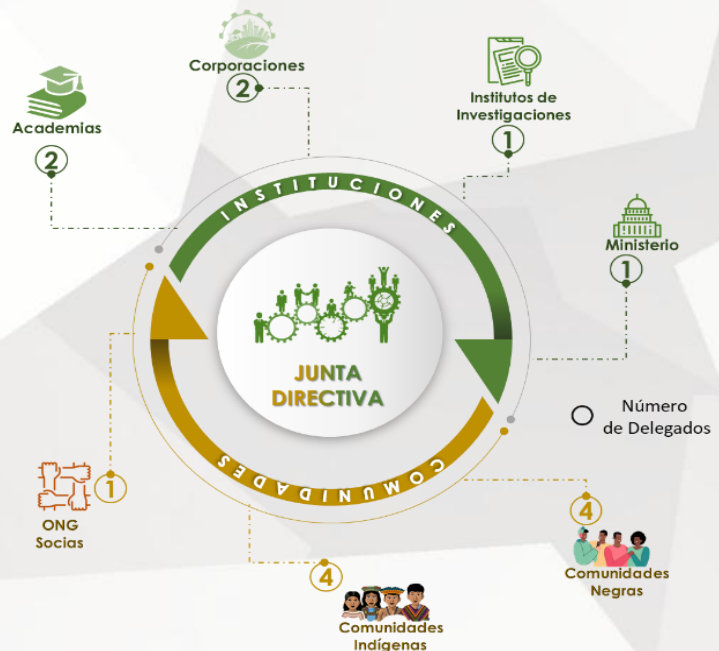 Corporaciones
2
Academias
2
Institutos de
Investigaciones
1
Ministerio
1
INSTITUCIONES
JUNTA
DIRECTIVA
COMUNIDADES
Número
de Delegados
1
ONG
Socias
4
Comunidades
Negras
4
Comunidades
Indígenas